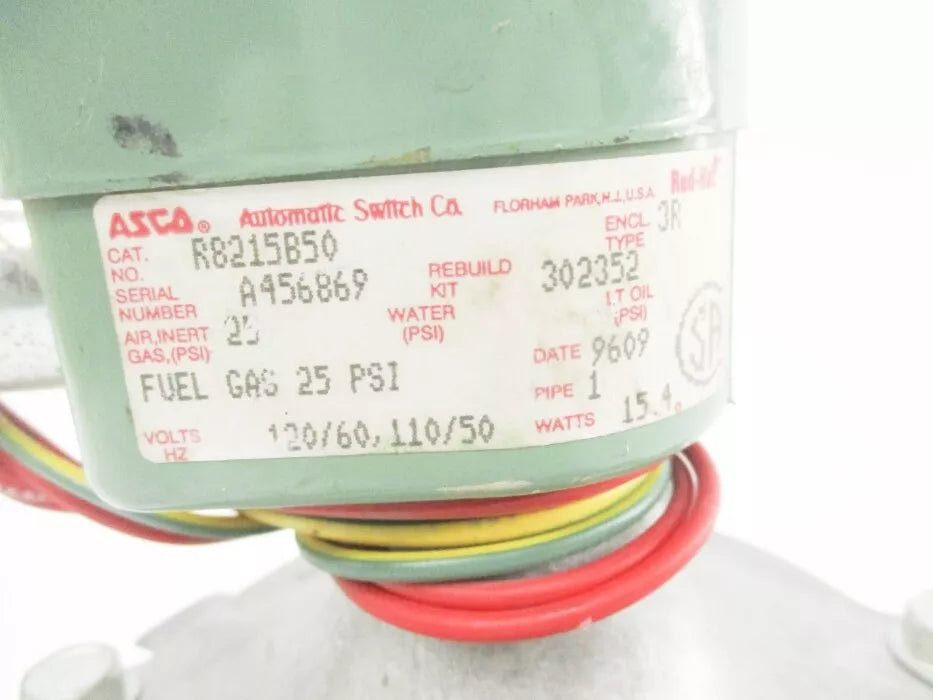 ASCO® Automatic Switch Co. FLORHAM PARK, N.J., U.S.A. Red-Hat
CAT. NO. R8215B50 ENCL. TYPE 3R
SERIAL NUMBER A456869 REBUILD KIT 302352
AIR, INERT GAS, (PSI) 25 WATER (PSI) LT OIL (PSI)
FUEL GAS 25 PSI DATE 9609
PIPE 1
VOLTS HZ 120/60, 110/50 WATTS 15.4
SA